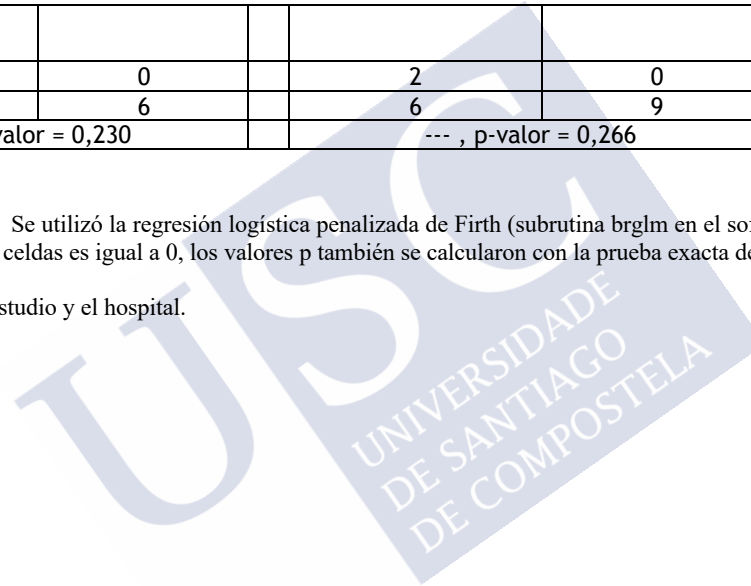 0 2 0
6 6 9
valor = 0,230 --- , p-valor = 0,266
Se utilizó la regresión logística penalizada de Firth (subrutina brglm en el
celdas es igual a 0, los valores p también se calcularon con la prueba exacta
studio y el hospital.
USC
UNIVERSIDADE
DE SANTIAGO
DE COMPOSTELA